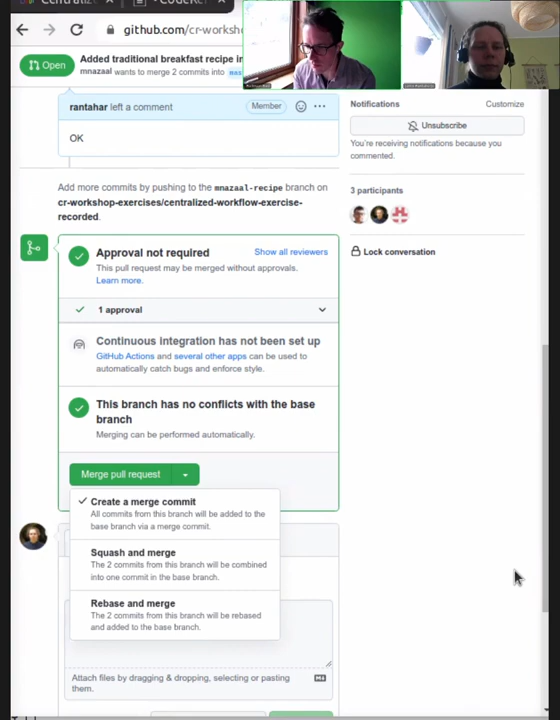 github.com/cr-worksh
Open
Added traditional breakfast recipe in
mnazaal wants to merge 2 commits into
rantahar left a comment
Member
OK
Notifications
Customize
Unsubscribe
You're receiving notifications because you
commented.
3 participants
Lock conversation
Add more commits by pushing to the mnazaal-recipe branch on
cr-workshop-exercises/centralized-workflow-exercise-
recorded.
Approval not required
Show all reviewers
This pull request may be merged without approvals.
Learn more.
1 approval
Continuous integration has not been set up
GitHub Actions and several other apps can be used to
automatically catch bugs and enforce style.
This branch has no conflicts with the base
branch
Merging can be performed automatically.
Merge pull request
Create a merge commit
All commits from this branch will be added to the
base branch via a merge commit.
Squash and merge
The 2 commits from this branch will be combined
into one commit in the base branch.
Rebase and merge
The 2 commits from this branch will be rebased
and added to the base branch.
Attach files by dragging & dropping, selecting or pasting
them.